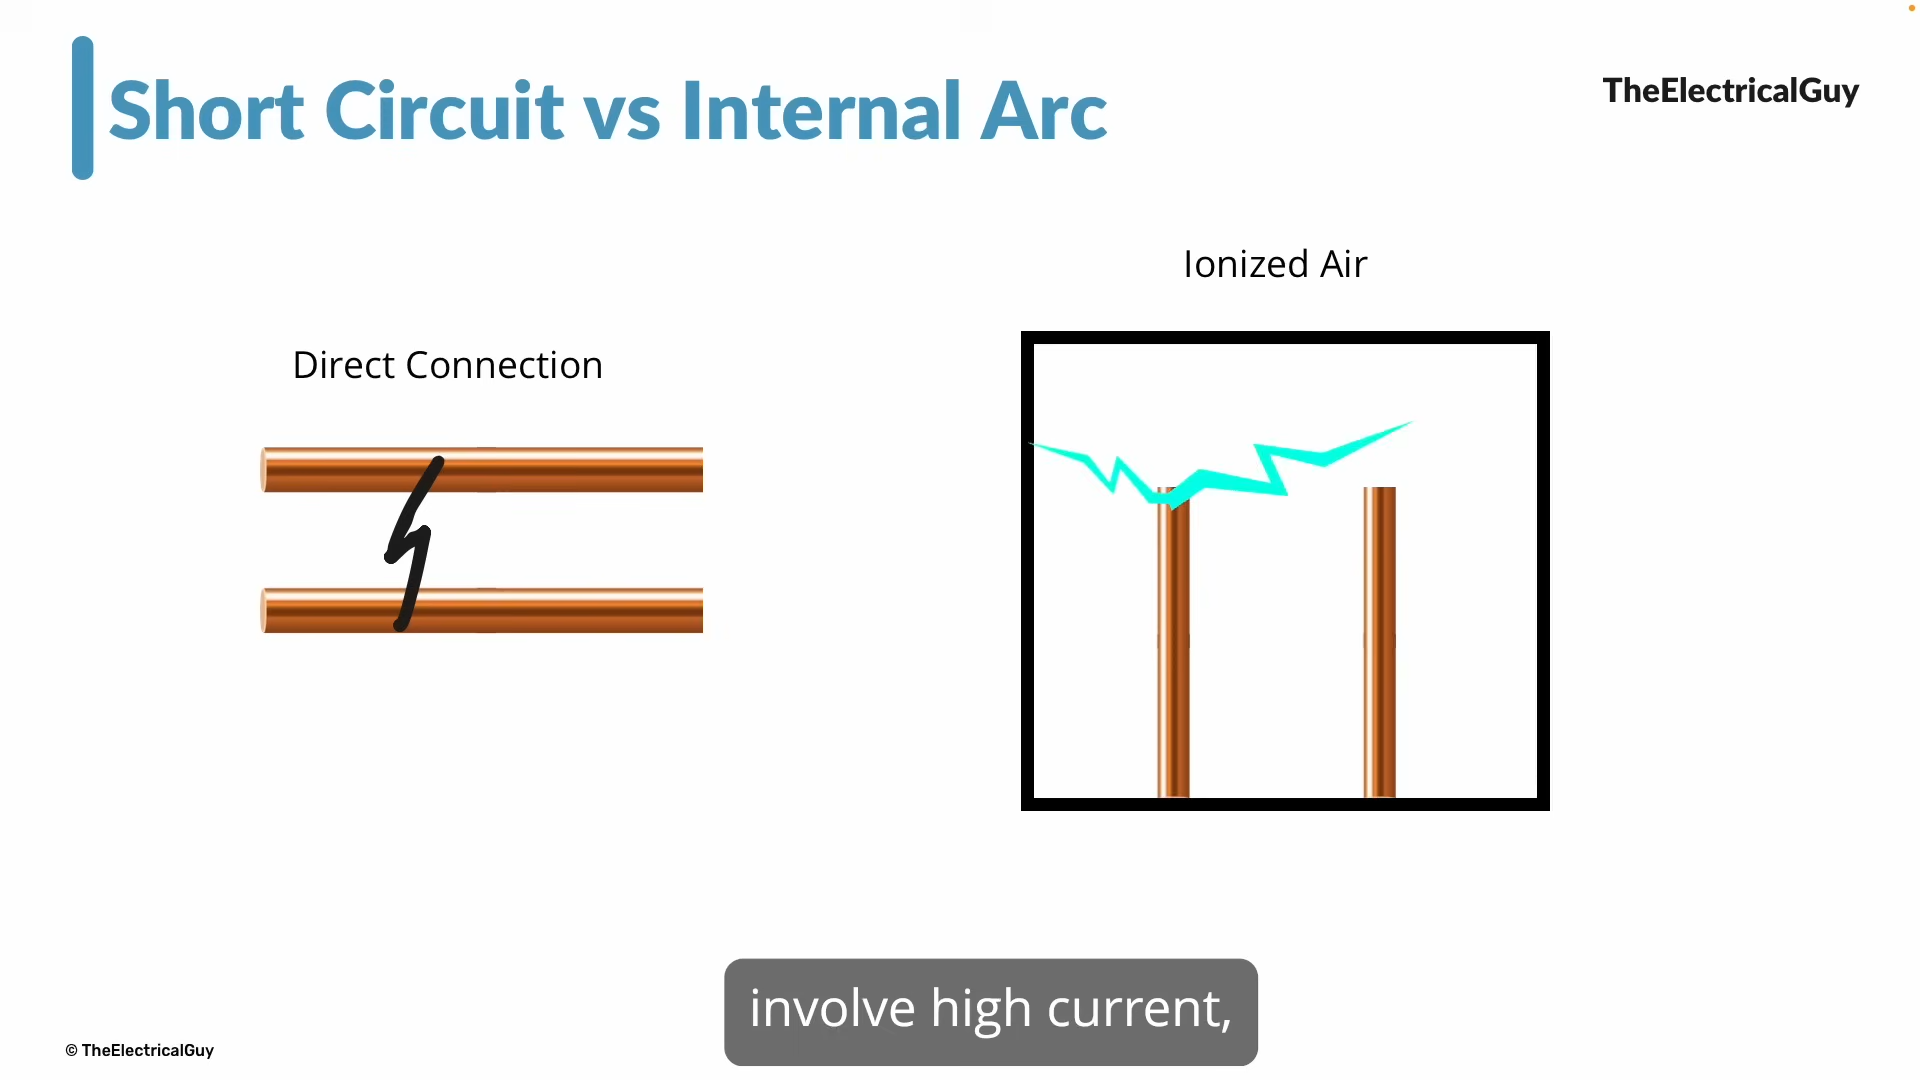 Short Circuit vs Internal Arc
TheElectricalGuy
Ionized Air
Direct Connection
involve high current,
© TheElectricalGuy